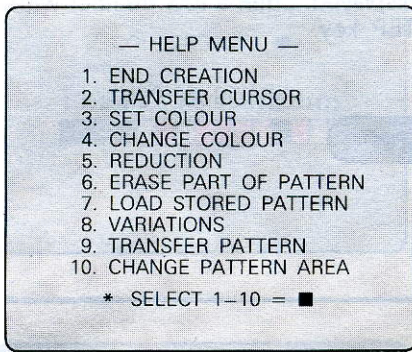 — HELP MENU —
1. END CREATION
2. TRANSFER CURSOR
3. SET COLOUR
4. CHANGE COLOUR
5. REDUCTION
6. ERASE PART OF PATTERN
7. LOAD STORED PATTERN
8. VARIATIONS
9. TRANSFER PATTERN
10. CHANGE PATTERN AREA
* SELECT 1–10 = ■